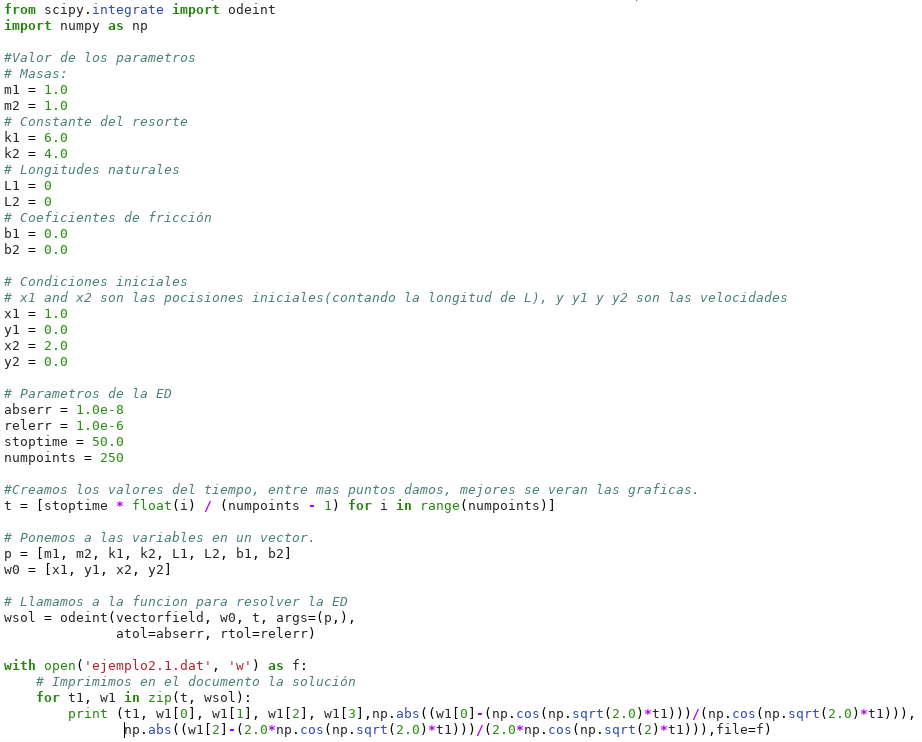 from scipy.integrate import odeint
import numpy as np
#Valor de los parametros
# Masas:
m1 = 1.0
m2 = 1.0
# Constante del resorte
k1 = 6.0
k2 = 4.0
# Longitudes naturales
L1 = 0
L2 = 0
# Coeficientes de fricción
b1 = 0.0
b2 = 0.0
# Condiciones iniciales
# x1 and x2 son las pocisiones iniciales(contando la longitud de L), y y1 y y2 son las velocidades
x1 = 1.0
y1 = 0.0
x2 = 2.0
y2 = 0.0
# Parametros de la ED
abserr = 1.0e-8
relerr = 1.0e-6
stoptime = 50.0
numpoints = 250
#Creamos los valores del tiempo, entre mas puntos damos, mejores se veran las graficas.
t = [stoptime * float(i) / (numpoints - 1) for i in range(numpoints)]
# Ponemos a las variables en un vector.
p = [m1, m2, k1, k2, L1, L2, b1, b2]
w0 = [x1, y1, x2, y2]
# Llamamos a la funcion para resolver la ED
wsol = odeint(vectorfield, w0, t, args=(p,),
              atol=abserr, rtol=relerr)
with open('ejemplo2.1.dat', 'w') as f:
    # Imprimimos en el documento la solución
    for t1, w1 in zip(t, wsol):
        print (t1, w1[0], w1[1], w1[2], w1[3],np.abs((w1[0]-(np.cos(np.sqrt(2.0)*t1)))/(np.cos(np.sqrt(2.0)*t1))),
               np.abs((w1[2]-(2.0*np.cos(np.sqrt(2.0)*t1)))/(2.0*np.cos(np.sqrt(2)*t1))),file=f)